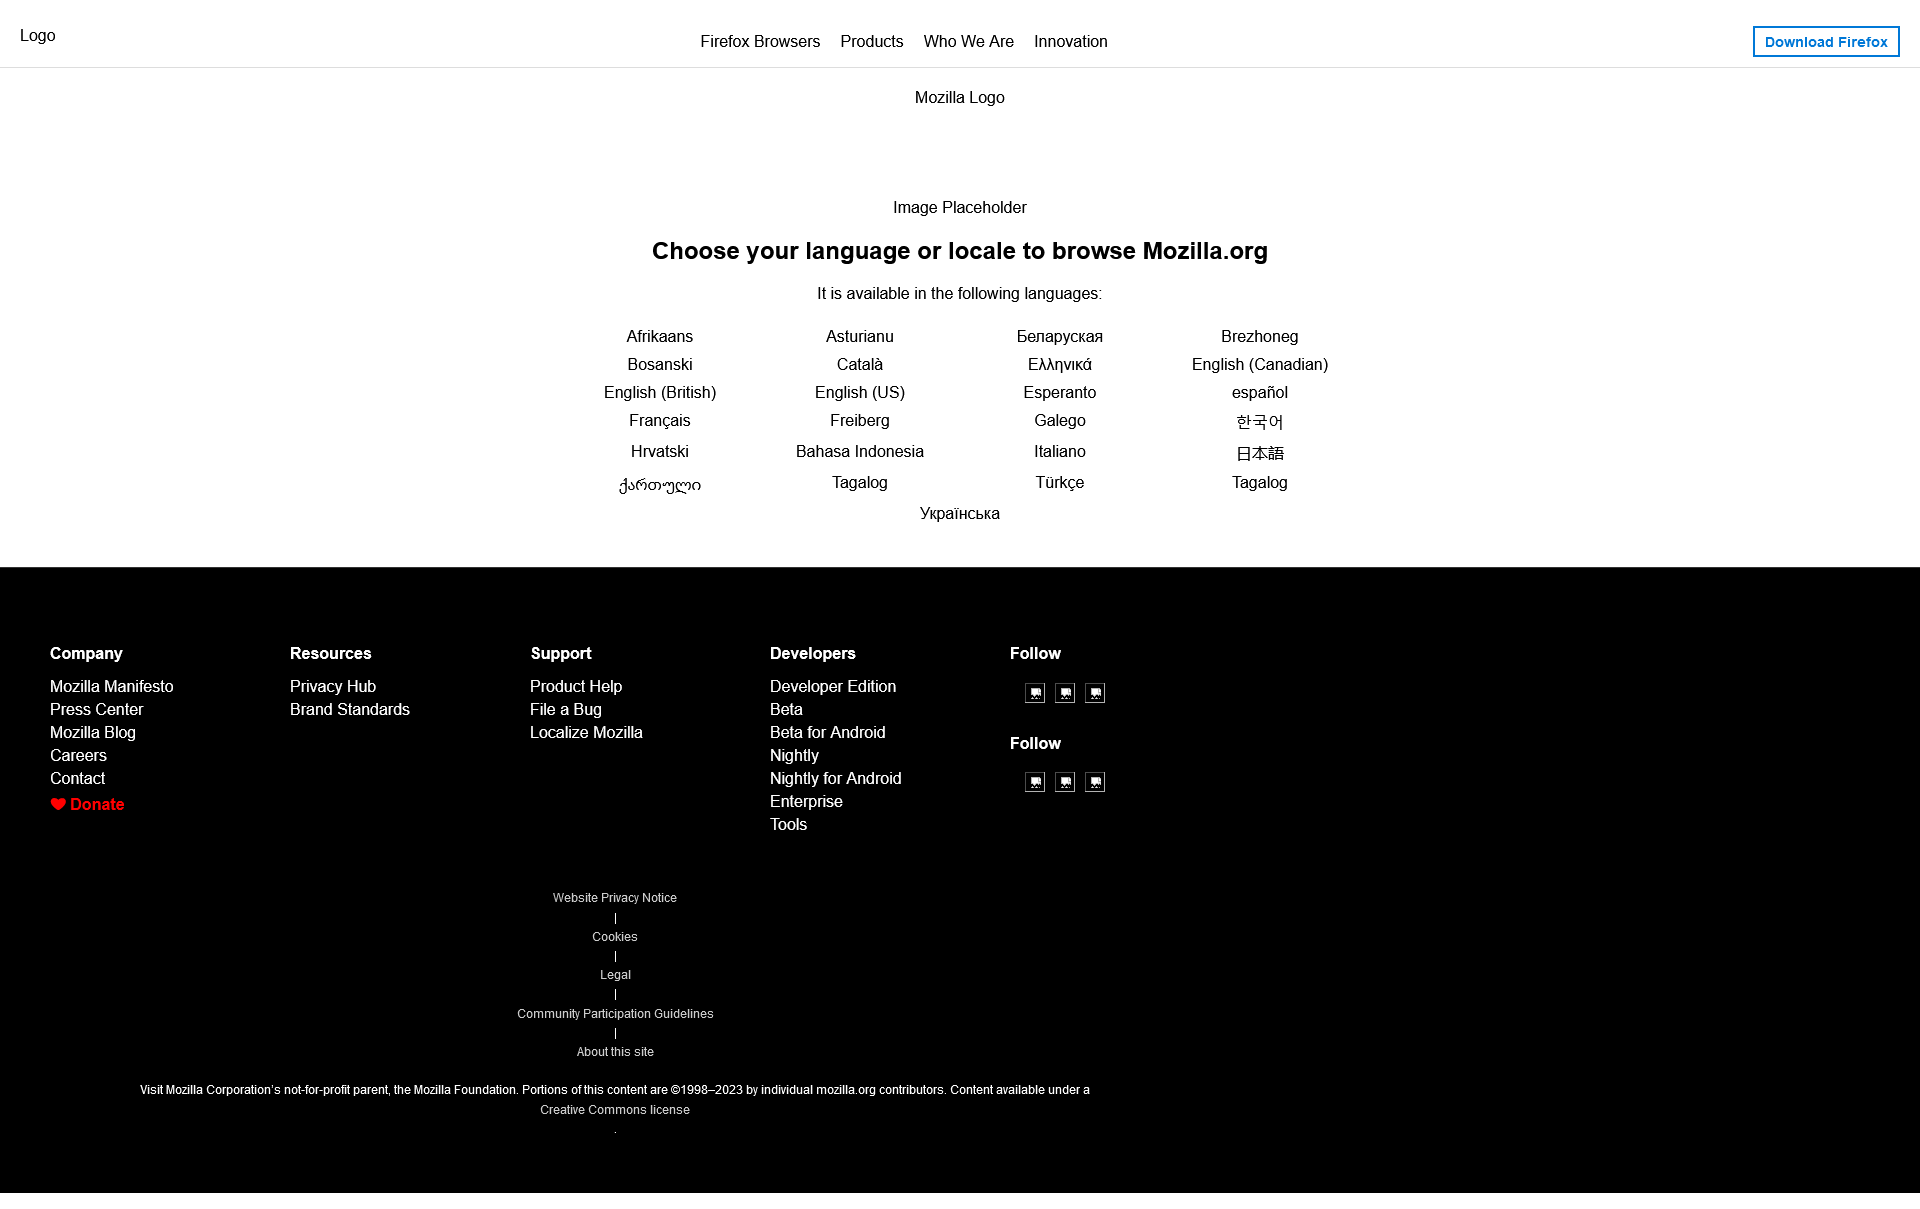 Logo
Firefox Browsers Products Who We Are Innovation
Download Firefox
Mozilla Logo
Image Placeholder
Choose your language or locale to browse Mozilla.org
It is available in the following languages:
Afrikaans Asturianu Беларуская Brezhoneg
Bosanski Català Ελληνικά English (Canadian)
English (British) English (US) Esperanto español
Français Freiberg Galego 한국어
Hrvatski Bahasa Indonesia Italiano 日本語
ქართული Tagalog Türkçe Tagalog
Українська
Company
Mozilla Manifesto
Press Center
Mozilla Blog
Careers
Contact
Donate
Resources
Privacy Hub
Brand Standards
Support
Product Help
File a Bug
Localize Mozilla
Developers
Developer Edition
Beta
Beta for Android
Nightly
Nightly for Android
Enterprise
Tools
Follow
Follow
Website Privacy Notice
|
Cookies
|
Legal
|
Community Participation Guidelines
|
About this site
Visit Mozilla Corporation's not-for-profit parent, the Mozilla Foundation. Portions of this content are ©1998–2023 by individual mozilla.org contributors. Content available under a
Creative Commons license
.